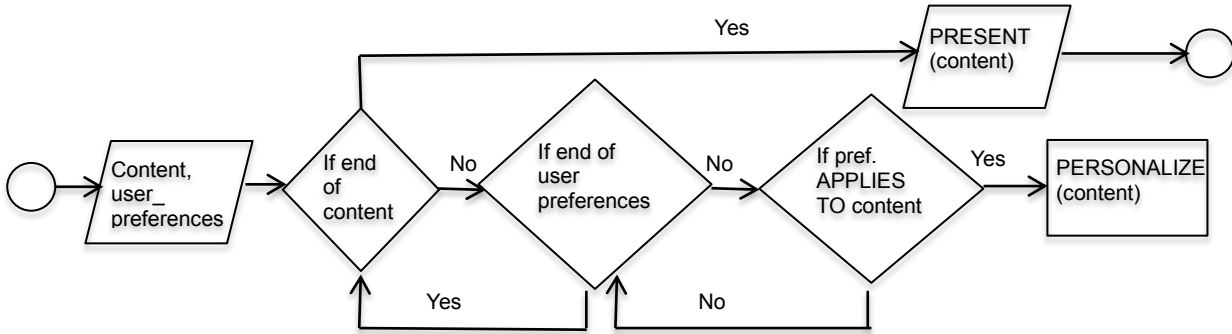 Yes
PRESENT
(content)
Content,
user_
preferences
If end
of
content
No
If end of
user
preferences
No
If pref.
APPLIES
TO content
Yes
PERSONALIZE
(content)
Yes
No